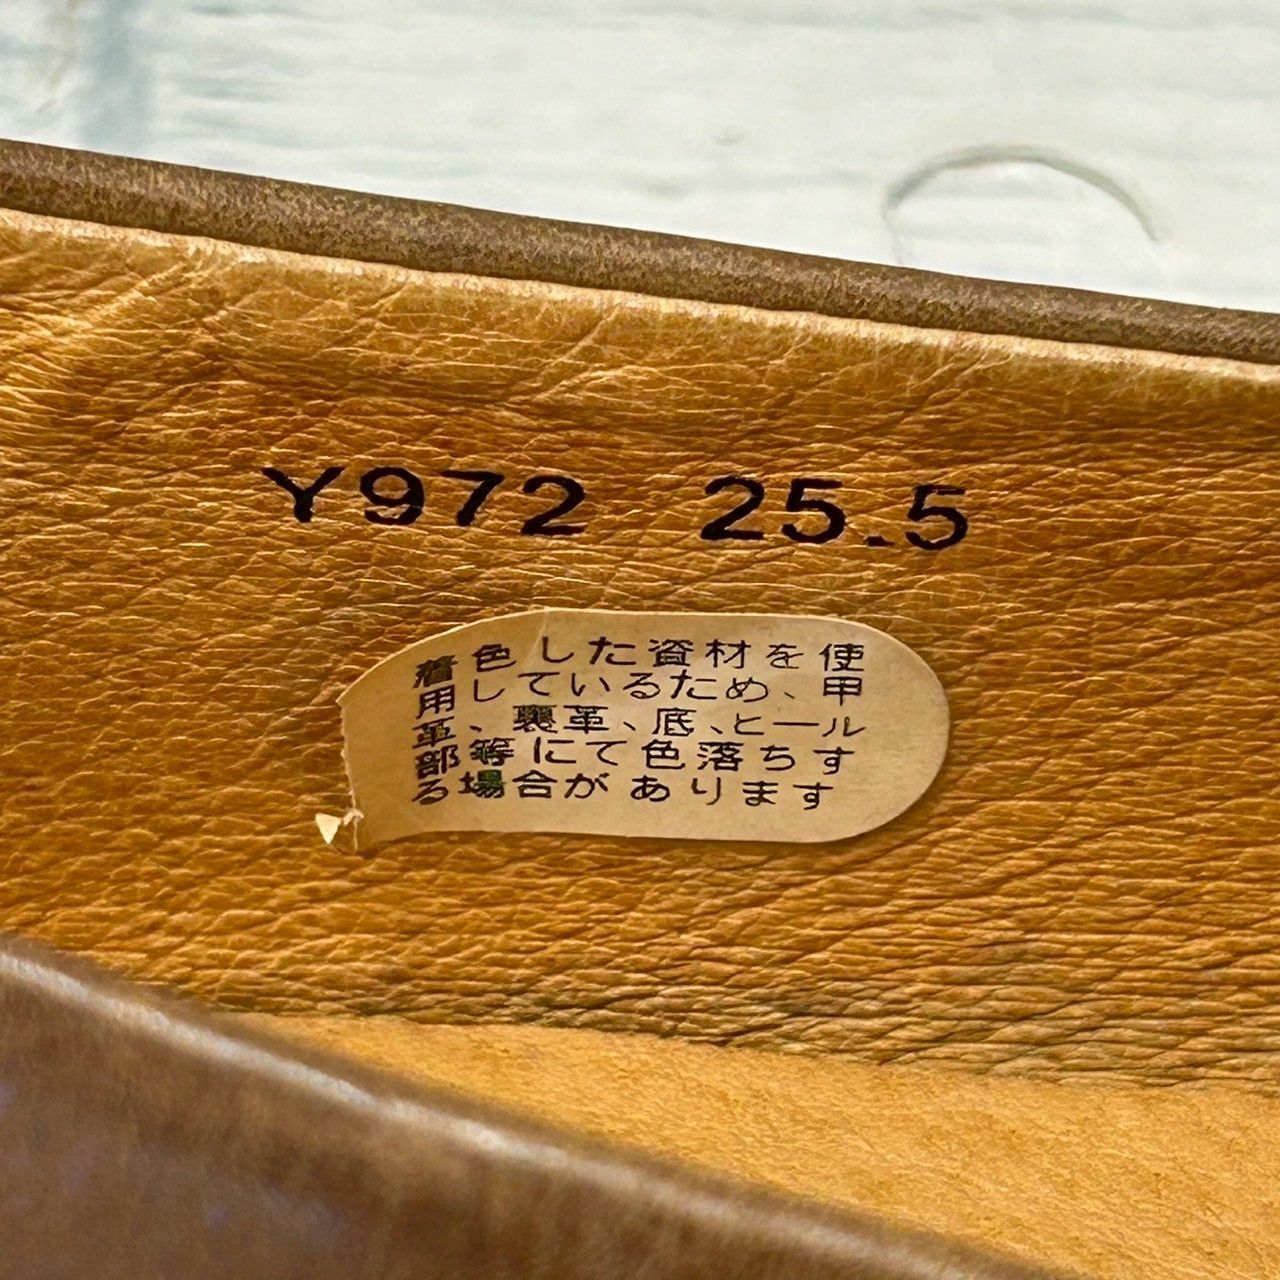 Y972 25.5
着色した資材を使
用しているため、甲
革、裏革、底、ヒール
部等にて色落ちす
る場合があります